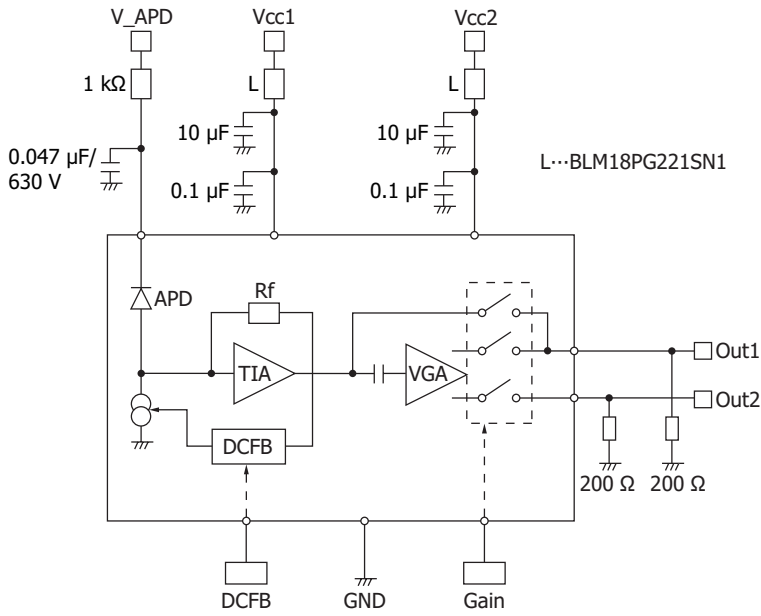 V_APD
Vcc1
Vcc2
1 kΩ
L
L
10 µF
10 µF
0.047 µF/
630 V
0.1 µF
0.1 µF
L···BLM18PG221SN1
APD
Rf
TIA
VGA
Out1
Out2
DCFB
200 Ω
200 Ω
DCFB
GND
Gain